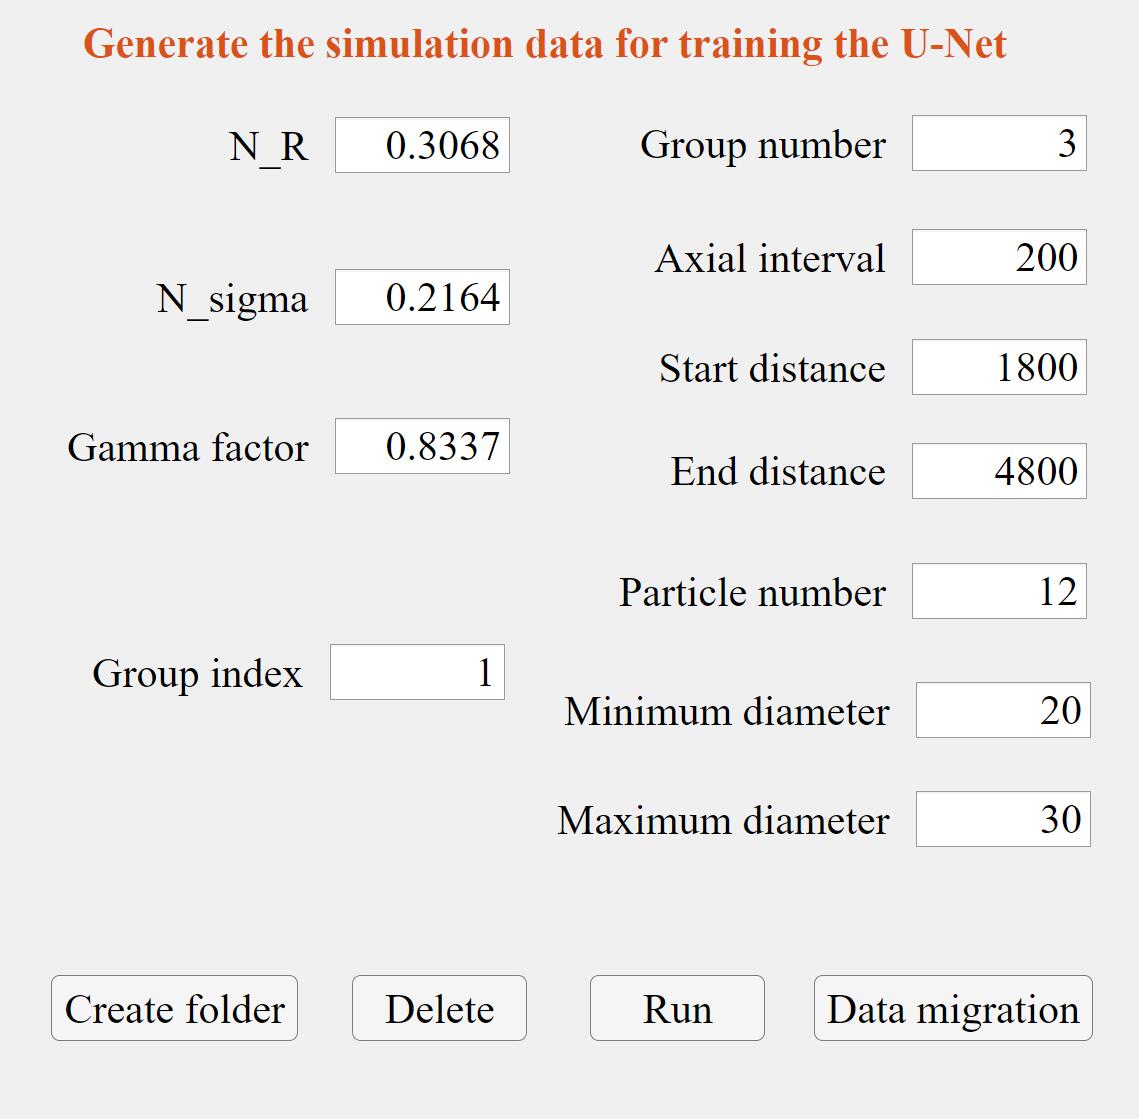 Generate the simulation data for training the U-Net
N_R 0.3068
Group number 3
N_sigma 0.2164
Axial interval 200
Start distance 1800
Gamma factor 0.8337
End distance 4800
Particle number 12
Group index 1
Minimum diameter 20
Maximum diameter 30
Create folder
Delete
Run
Data migration